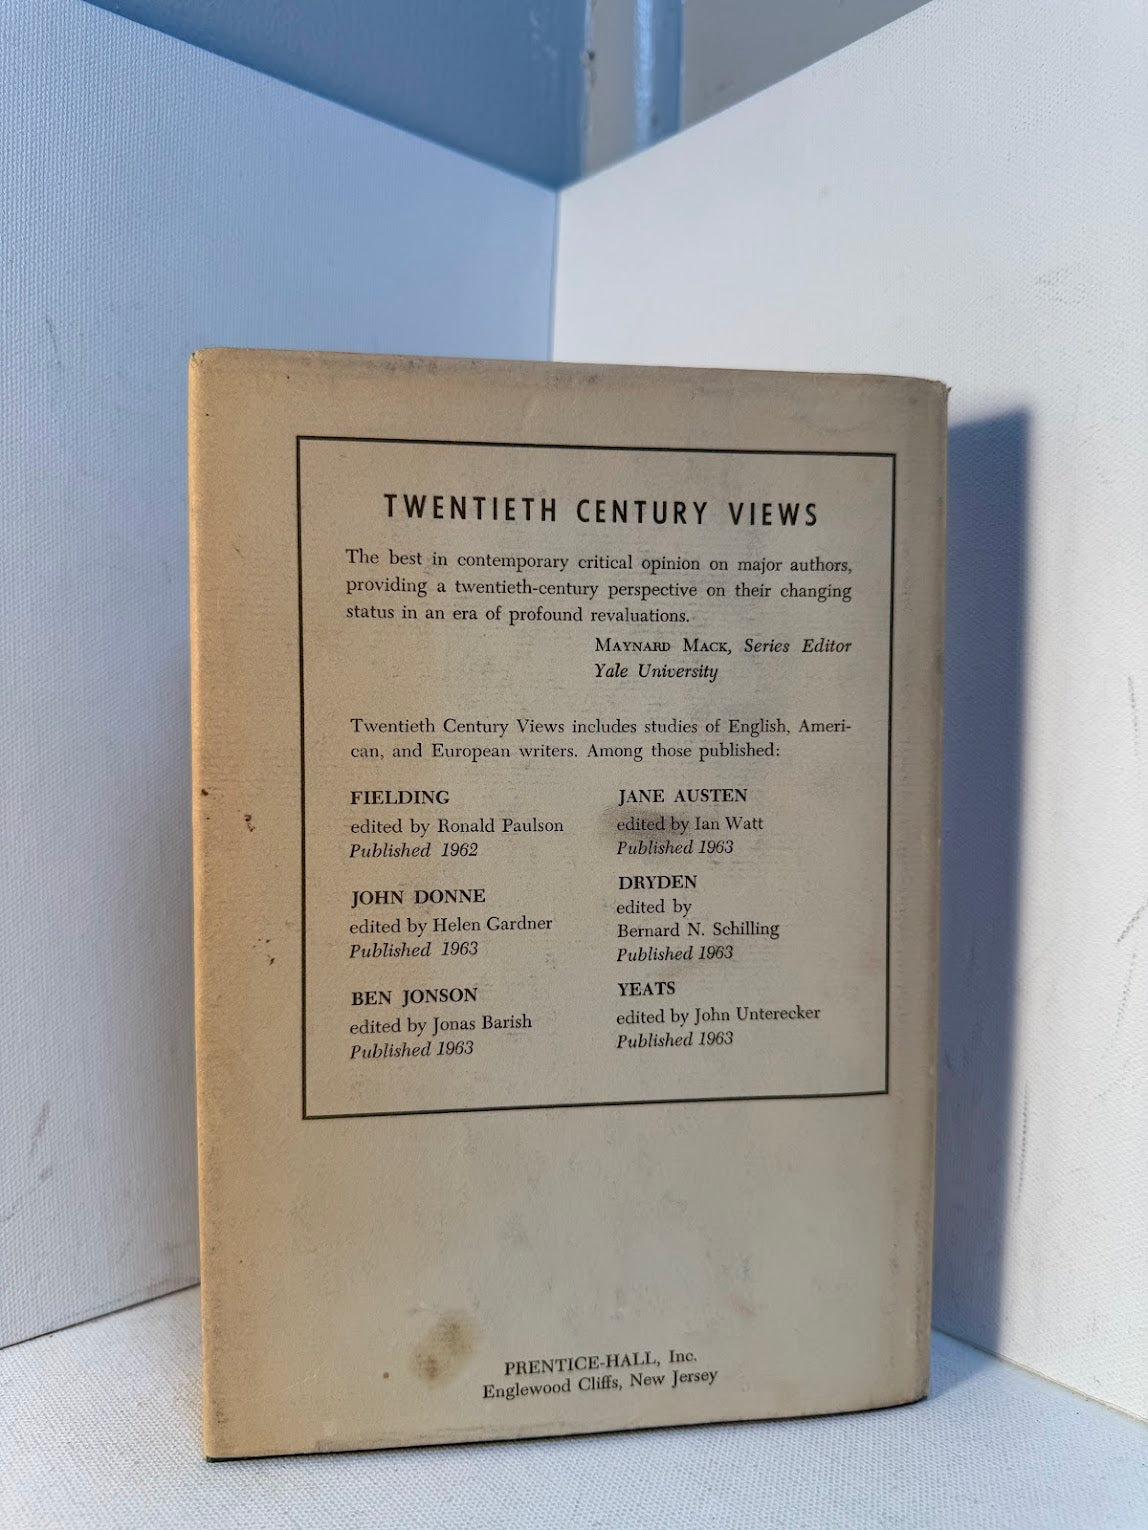 TWENTIETH CENTURY VIEWS
The best in contemporary critical opinion on major authors,
providing a twentieth-century perspective on their changing
status in an era of profound revaluations.
MAYNARD MACK, Series Editor
Yale University
Twentieth Century Views includes studies of English, Ameri-
can, and European writers. Among those published:
FIELDING
edited by Ronald Paulson
Published 1962
JOHN DONNE
edited by Helen Gardner
Published 1963
BEN JONSON
edited by Jonas Barish
Published 1963
JANE AUSTEN
edited by Ian Watt
Published 1963
DRYDEN
edited by
Bernard N. Schilling
Published 1963
YEATS
edited by John Unterecker
Published 1963
PRENTICE-HALL, Inc.
Englewood Cliffs, New Jersey